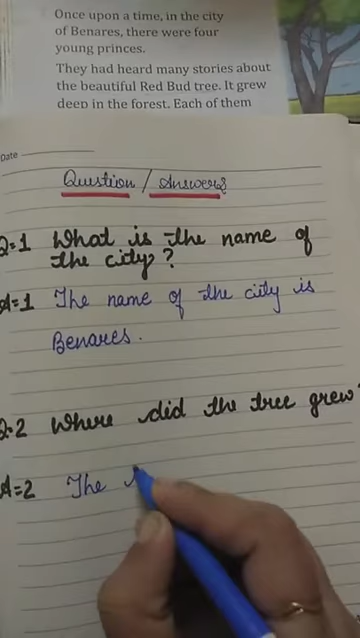 Once upon a time, in the city
of Benares, there were four
young princes.
They had heard many stories about
the beautiful Red Bud tree. It grew
deep in the forest. Each of them
Date
Question / Answers
Q=1 What is the name of
the city?
A=1 The name of the city is
Benares.
Q=2 Where did the tree grew?
A=2 The